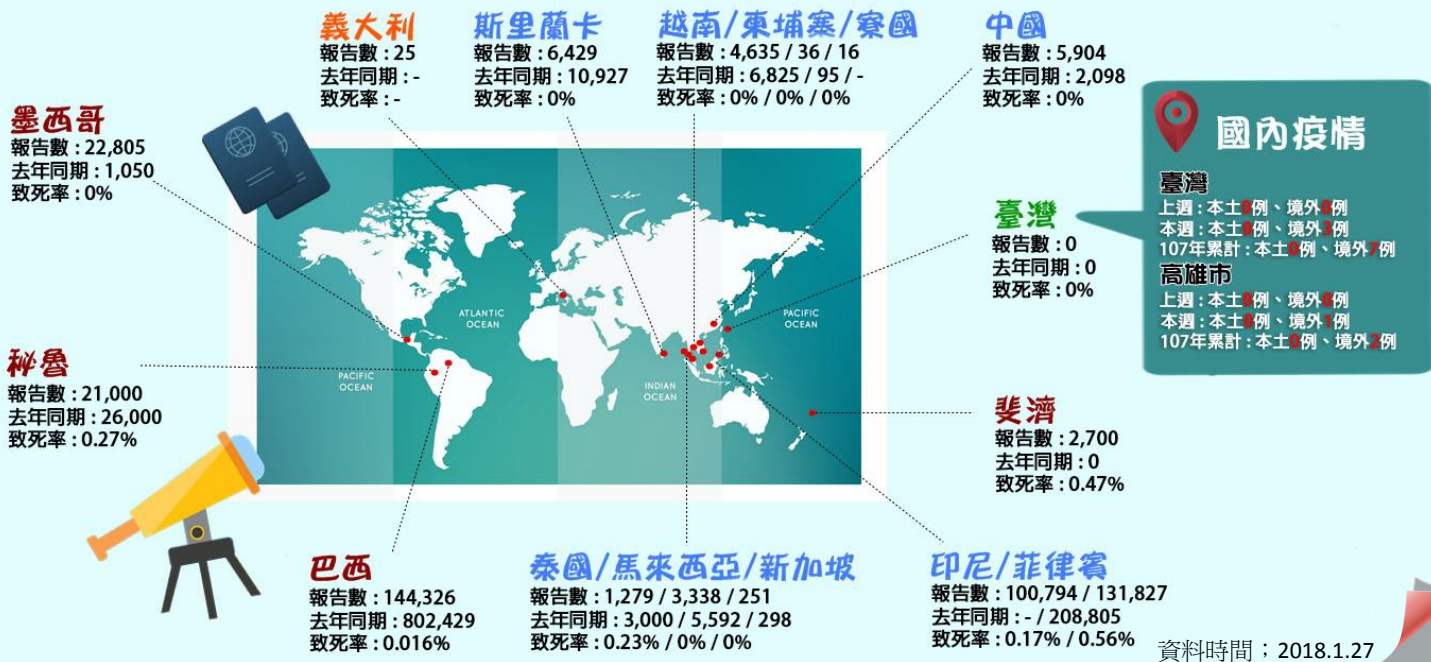 義大利
報告數 : 25
去年同期 : -
致死率 : -
斯里蘭卡
報告數 : 6,429
去年同期 : 10,927
致死率 : 0%
越南/柬埔寨/寮國
報告數 : 4,635 / 36 / 16
去年同期 : 6,825 / 95 / -
致死率 : 0% / 0% / 0%
中國
報告數 : 5,904
去年同期 : 2,098
致死率 : 0%
墨西哥
報告數 : 22,805
去年同期 : 1,050
致死率 : 0%
國內疫情
臺灣
上週 : 本土0例、境外0例
本週 : 本土0例、境外3例
107年累計 : 本土0例、境外7例
高雄市
上週 : 本土0例、境外0例
本週 : 本土0例、境外1例
107年累計 : 本土0例、境外2例
臺灣
報告數 : 0
去年同期 : 0
致死率 : 0%
ATLANTIC
OCEAN
PACIFIC
OCEAN
PACIFIC
OCEAN
INDIAN
OCEAN
秘魯
報告數 : 21,000
去年同期 : 26,000
致死率 : 0.27%
斐濟
報告數 : 2,700
去年同期 : 0
致死率 : 0.47%
巴西
報告數 : 144,326
去年同期 : 802,429
致死率 : 0.016%
泰國/馬來西亞/新加坡
報告數 : 1,279 / 3,338 / 251
去年同期 : 3,000 / 5,592 / 298
致死率 : 0.23% / 0% / 0%
印尼/菲律賓
報告數 : 100,794 / 131,827
去年同期 : - / 208,805
致死率 : 0.17% / 0.56%
資料時間；2018.1.27